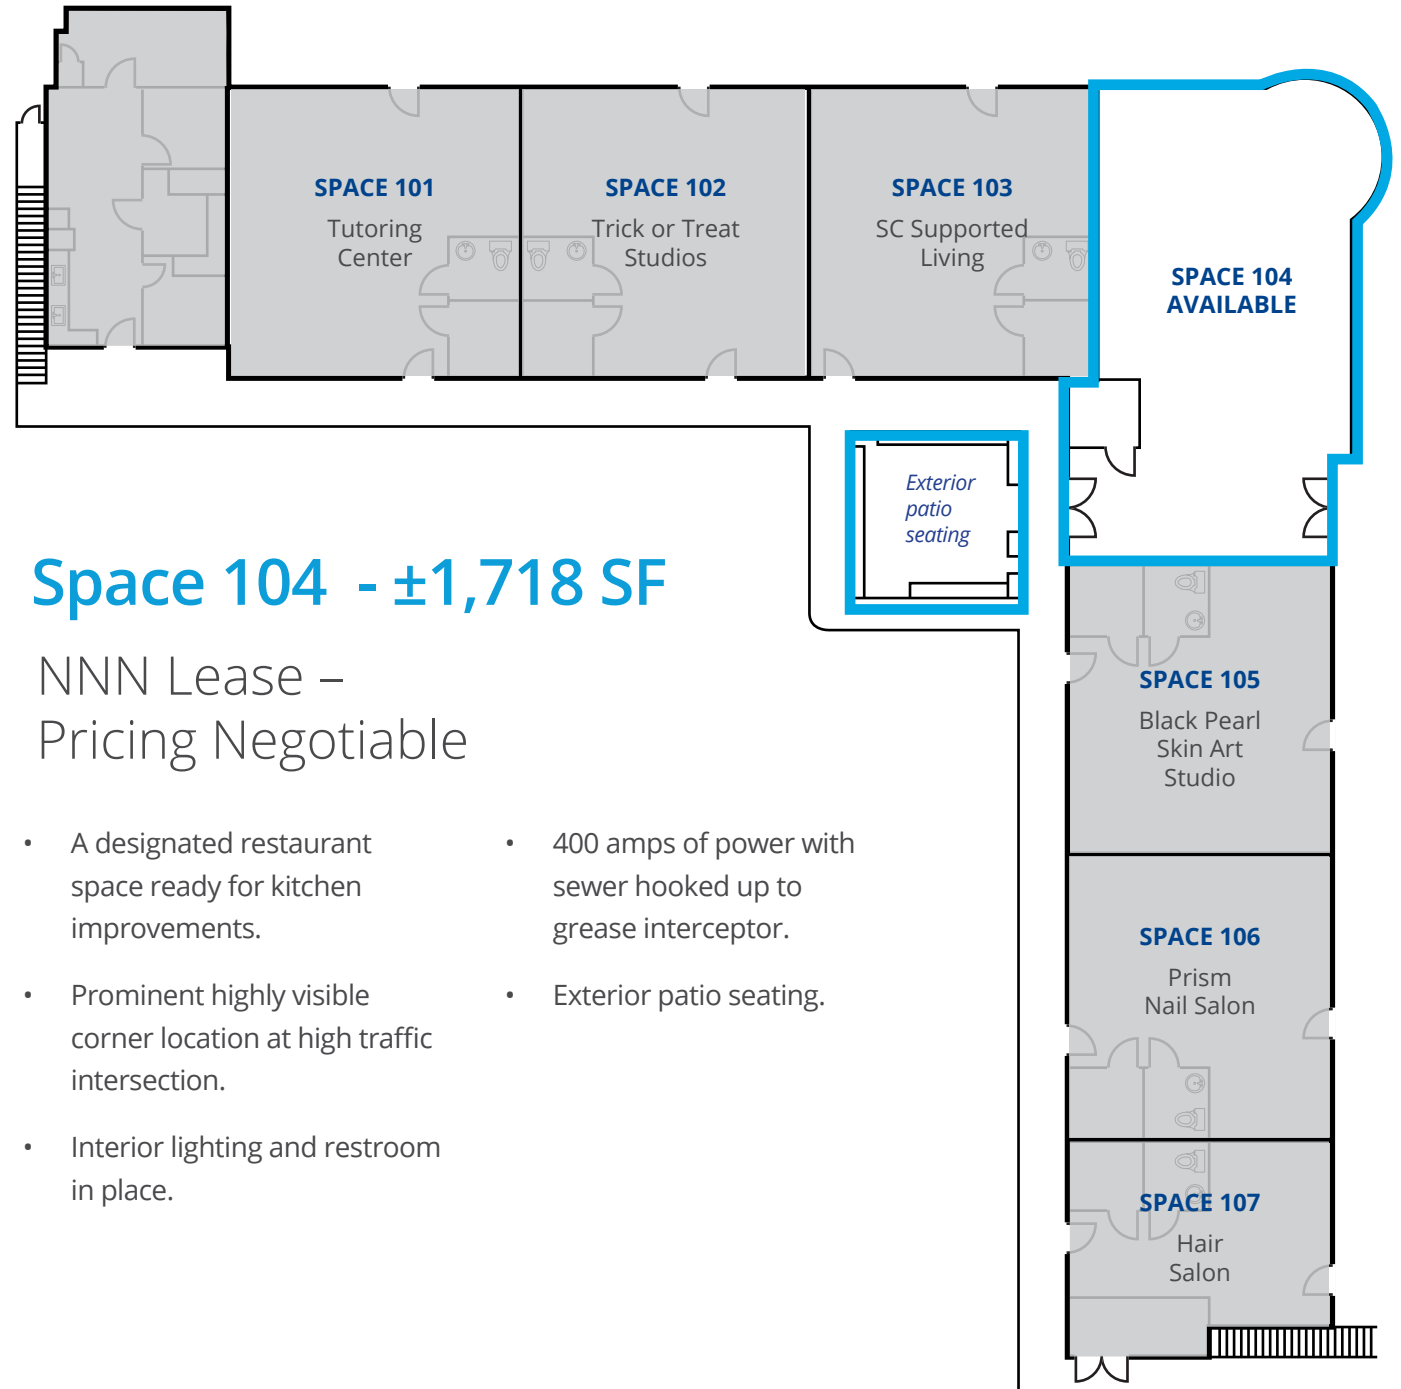 SPACE 101
Tutoring
Center
SPACE 102
Trick or Treat
Studios
SPACE 103
SC Supported
Living
SPACE 104
AVAILABLE
Exterior
patio
seating
Space 104 - ±1,718 SF
NNN Lease –
Pricing Negotiable
• A designated restaurant
space ready for kitchen
improvements.
• Prominent highly visible
corner location at high traffic
intersection.
• Interior lighting and restroom
in place.
• 400 amps of power with
sewer hooked up to
grease interceptor.
• Exterior patio seating.
SPACE 105
Black Pearl
Skin Art
Studio
SPACE 106
Prism
Nail Salon
SPACE 107
Hair
Salon